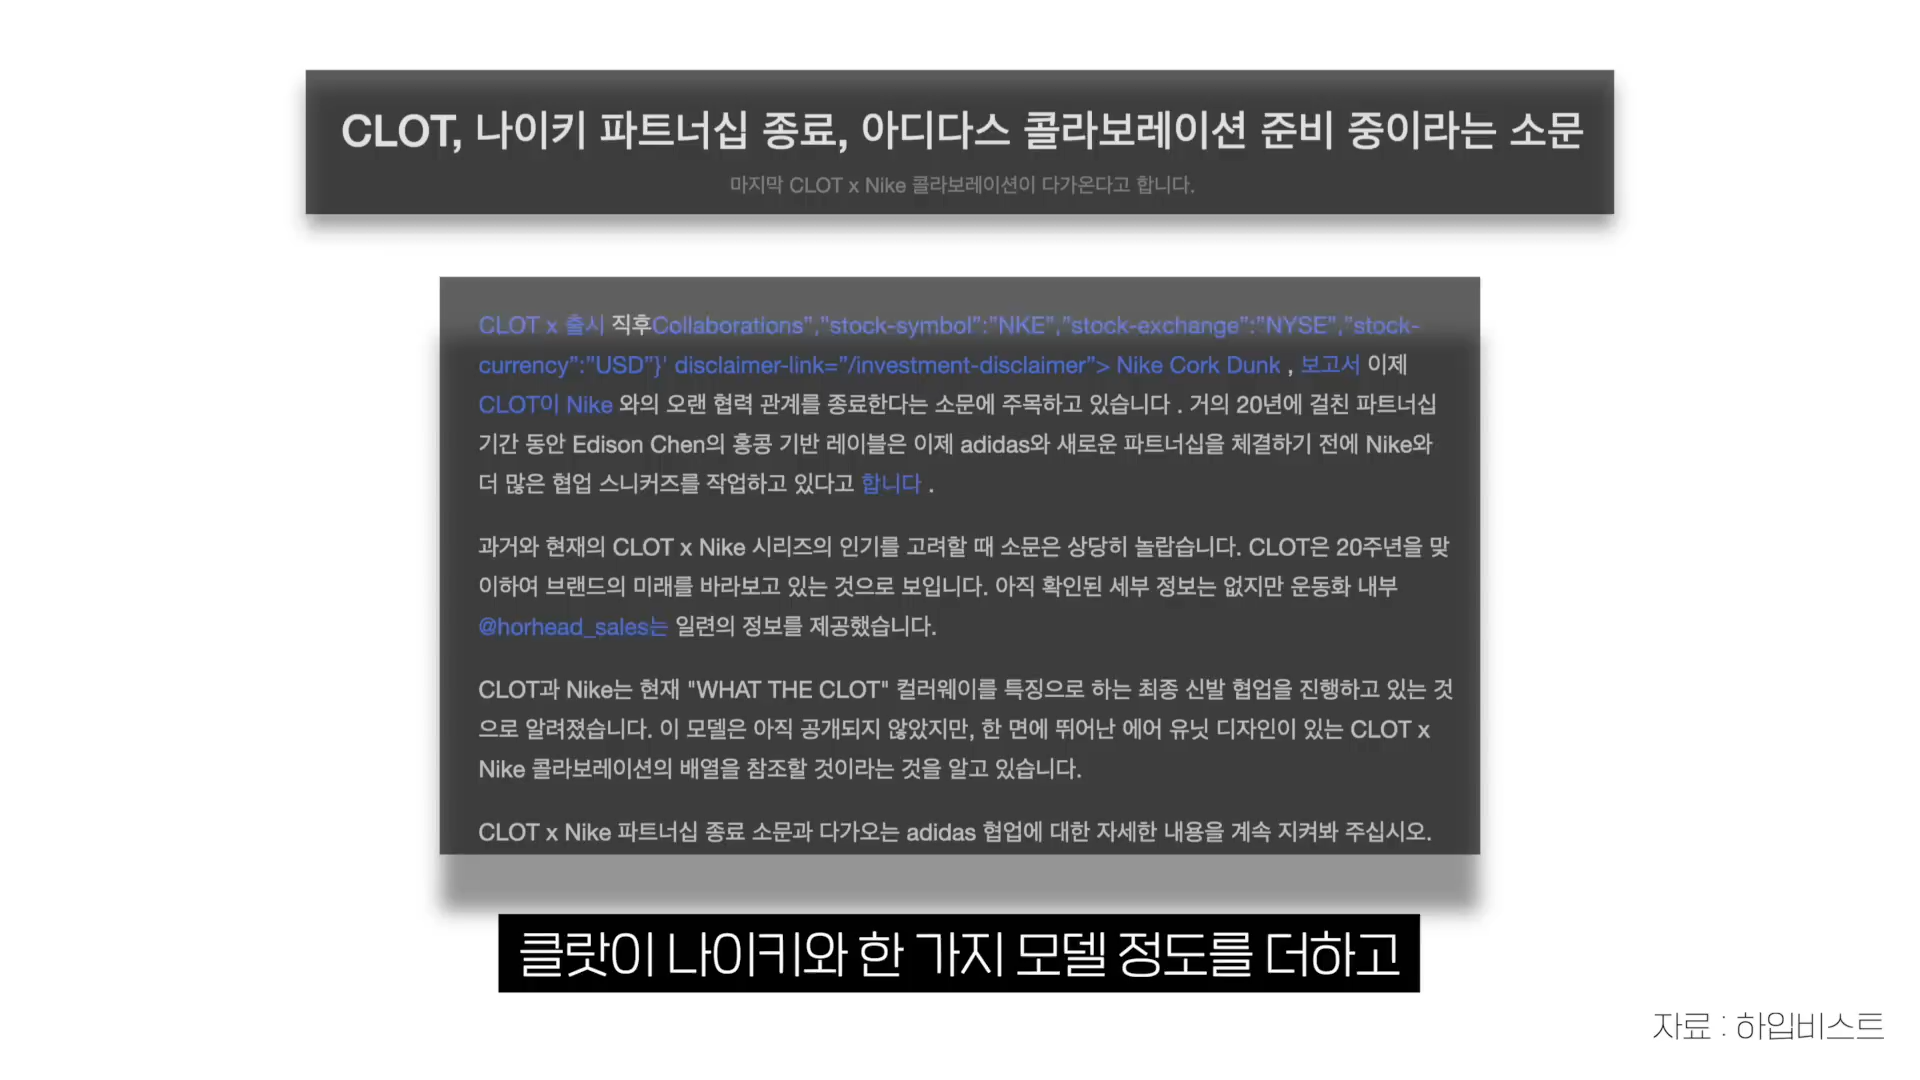 CLOT, 나이키 파트너십 종료, 아디다스 콜라보레이션 준비 중이라는 소문
마지막 CLOT x Nike 콜라보레이션이 다가온다고 합니다.
CLOT x 출시 직후Collaborations”,”stock-symbol”:”NKE”,”stock-exchange”:”NYSE”,”stock-
currency”:”USD”}' disclaimer-link=”/investment-disclaimer”> Nike Cork Dunk , 보고서 이제
CLOT이 Nike 와의 오랜 협력 관계를 종료한다는 소문에 주목하고 있습니다 . 거의 20년에 걸친 파트너십
기간 동안 Edison Chen의 홍콩 기반 레이블은 이제 adidas와 새로운 파트너십을 체결하기 전에 Nike와
더 많은 협업 스니커즈를 작업하고 있다고 합니다 .
과거와 현재의 CLOT x Nike 시리즈의 인기를 고려할 때 소문은 상당히 놀랍습니다. CLOT은 20주년을 맞
이하여 브랜드의 미래를 바라보고 있는 것으로 보입니다. 아직 확인된 세부 정보는 없지만 운동화 내부
@horhead_sales는 일련의 정보를 제공했습니다.
CLOT과 Nike는 현재 "WHAT THE CLOT" 컬러웨이를 특징으로 하는 최종 신발 협업을 진행하고 있는 것
으로 알려졌습니다. 이 모델은 아직 공개되지 않았지만, 한 면에 뛰어난 에어 유닛 디자인이 있는 CLOT x
Nike 콜라보레이션의 배열을 참조할 것이라는 것을 알고 있습니다.
CLOT x Nike 파트너십 종료 소문과 다가오는 adidas 협업에 대한 자세한 내용을 계속 지켜봐 주십시오.
클랏이 나이키와 한 가지 모델 정도를 더하고
자료 : 하입비스트